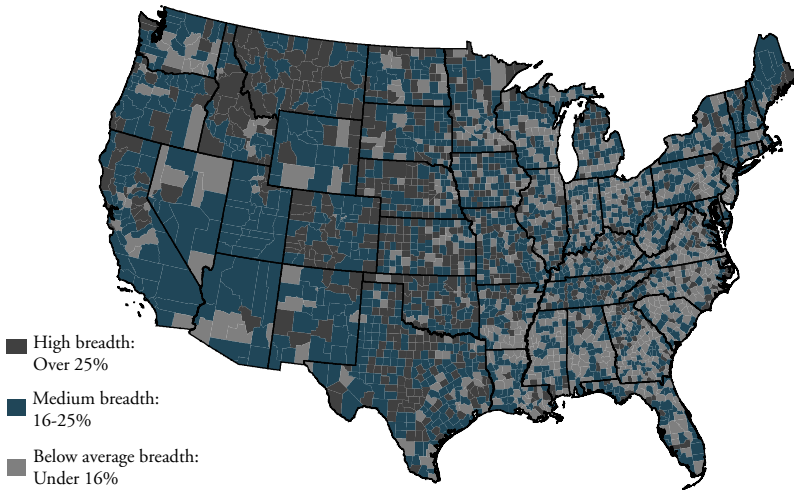 High breadth:
Over 25%
Medium breadth:
16-25%
Below average breadth:
Under 16%